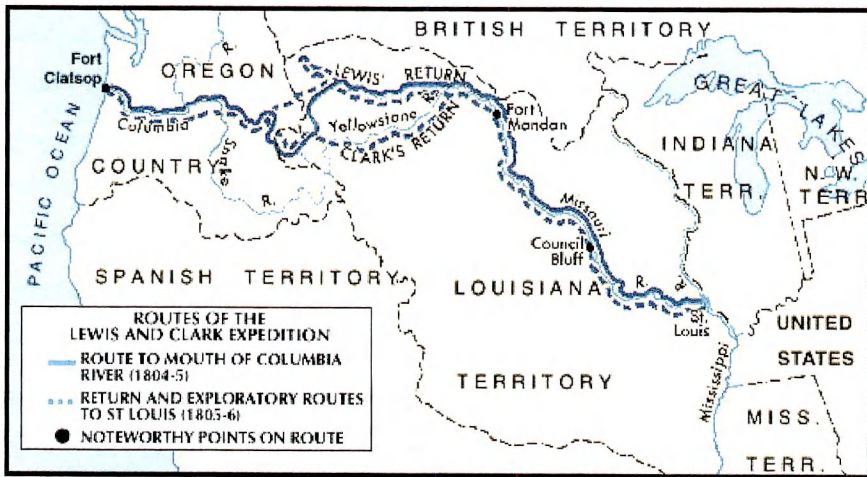 BRITISH TERRITORY
Fort
Clatsop
OREGON
R.
LEWIS' RETURN
GREAT LAKES
Columbia
Yellowstone R.
Fort
Mandan
CLARK'S RETURN
INDIANA
TERR.
N.W.
TERR
COUNTRY
Snake
R.
PACIFIC OCEAN
Missouri
R.
Council
Bluff
SPANISH TERRITORY
LOUISIANA
R.
St.
Louis
TERRITORY
Mississippi
UNITED
STATES
MISS.
TERR.
ROUTES OF THE
LEWIS AND CLARK EXPEDITION
ROUTE TO MOUTH OF COLUMBIA
RIVER (1804-5)
RETURN AND EXPLORATORY ROUTES
TO ST LOUIS (1805-6)
NOTEWORTHY POINTS ON ROUTE